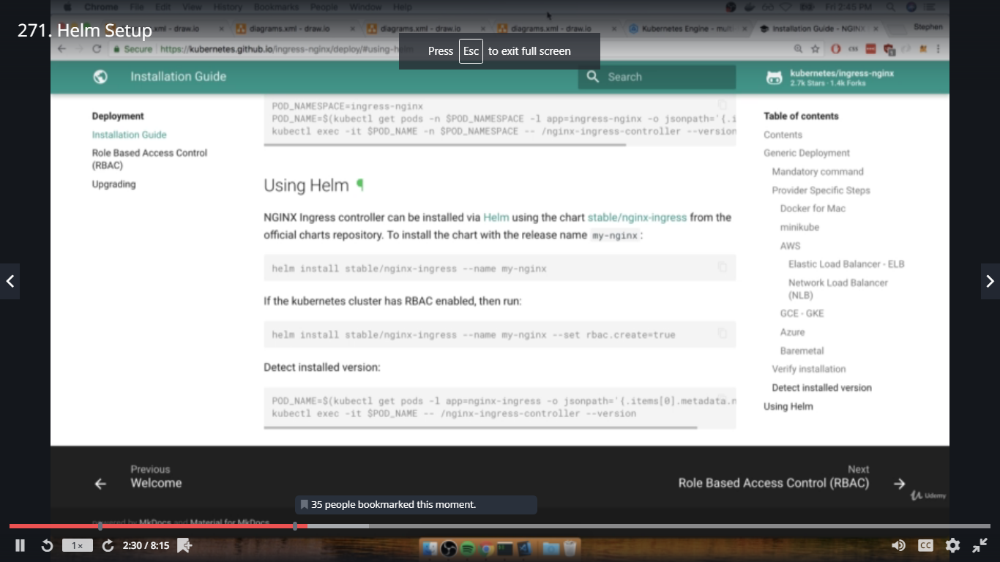 Chrome File Edit View History Bookmarks People Window Help Fri 2:45 PM
271. Helm Setup
.xml - draw.io diagrams.xml - draw.io diagrams.xml - draw.io diagrams.xml - draw.io Kubernetes Engine - multi- Installation Guide - NGINX Stephen
Secure https://kubernetes.github.io/ingress-nginx/deploy/#using-helm
Press Esc to exit full screen
Installation Guide
Search
kubernetes/ingress-nginx
2.7k Stars · 1.4k Forks
Deployment
Installation Guide
Role Based Access Control
(RBAC)
Upgrading
POD_NAMESPACE=ingress-nginx
POD_NAME=$(kubectl get pods -n $POD_NAMESPACE -l app=ingress-nginx -o jsonpath='{.i
kubectl exec -it $POD_NAME -n $POD_NAMESPACE -- /nginx-ingress-controller --version
Using Helm ¶
NGINX Ingress controller can be installed via Helm using the chart stable/nginx-ingress from the
official charts repository. To install the chart with the release name my-nginx :
helm install stable/nginx-ingress --name my-nginx
If the kubernetes cluster has RBAC enabled, then run:
helm install stable/nginx-ingress --name my-nginx --set rbac.create=true
Detect installed version:
POD_NAME=$(kubectl get pods -l app=nginx-ingress -o jsonpath='{.items[0].metadata.n
kubectl exec -it $POD_NAME -- /nginx-ingress-controller --version
Table of contents
Contents
Generic Deployment
Mandatory command
Provider Specific Steps
Docker for Mac
minikube
AWS
Elastic Load Balancer - ELB
Network Load Balancer
(NLB)
GCE - GKE
Azure
Baremetal
Verify installation
Detect installed version
Using Helm
Previous
Welcome
Next
Role Based Access Control (RBAC)
Udemy
35 people bookmarked this moment.
powered by MkDocs and Material for MkDocs
1x
2:30 / 8:15
CC